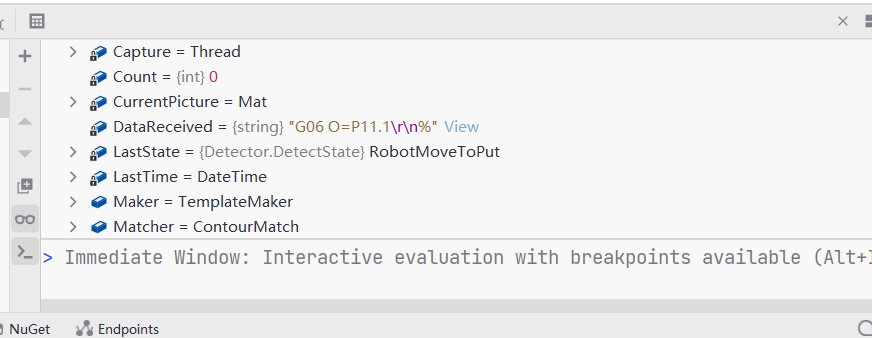 Capture = Thread
Count = {int} 0
CurrentPicture = Mat
DataReceived = {string} "G06 O=P11.1\r\n%" View
LastState = {Detector.DetectState} RobotMoveToPut
LastTime = DateTime
Maker = TemplateMaker
Matcher = ContourMatch
> Immediate Window: Interactive evaluation with breakpoints available (Alt+
NuGet Endpoints